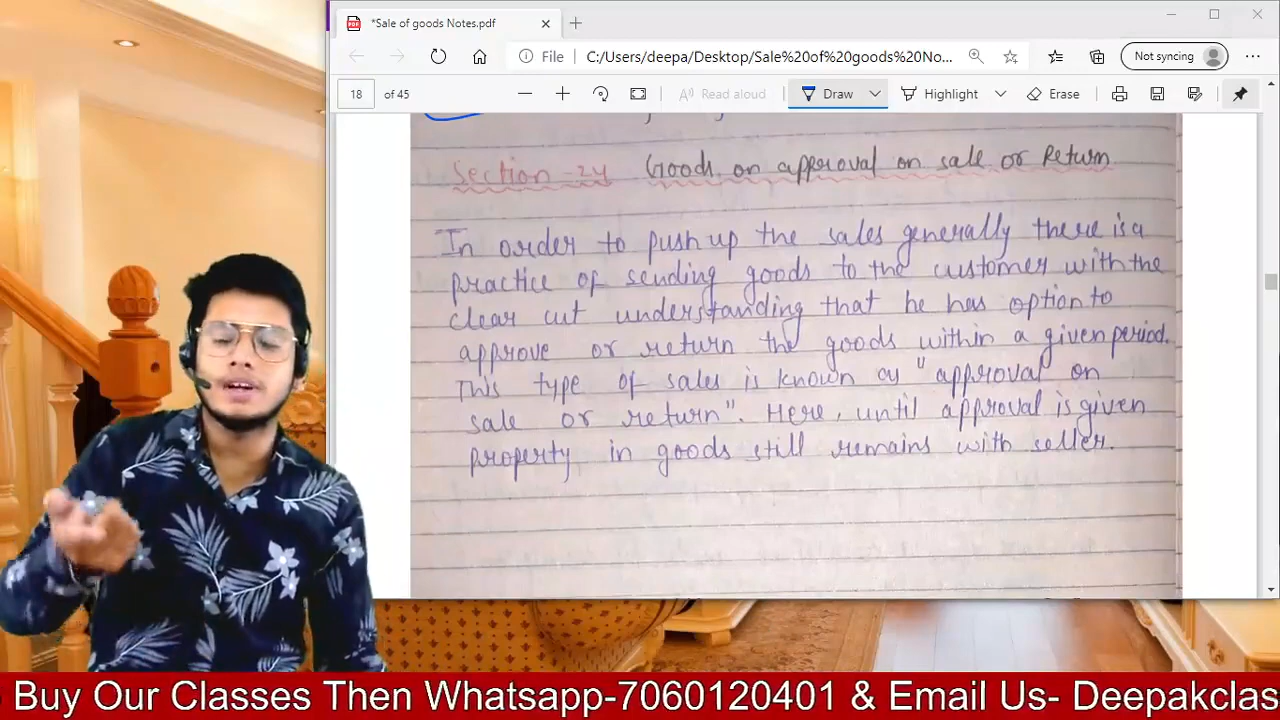 *Sale of goods Notes.pdf
File
C:/Users/deepa/Desktop/Sale%20of%20goods%20No...
Not syncing
18 of 45
Read aloud
Draw
Highlight
Erase
Section - 24 Goods on approval on sale or Return
"In order to push up the sales generally there is a
practice of sending goods to the customer with the
clear cut understanding that he has option to
approve or return the goods within a given period.
This type of sales is known as "approval on
sale or return". Here, until approval is given
property in goods still remains with seller.
Buy Our Classes Then Whatsapp-7060120401 & Email Us- Deepakclas